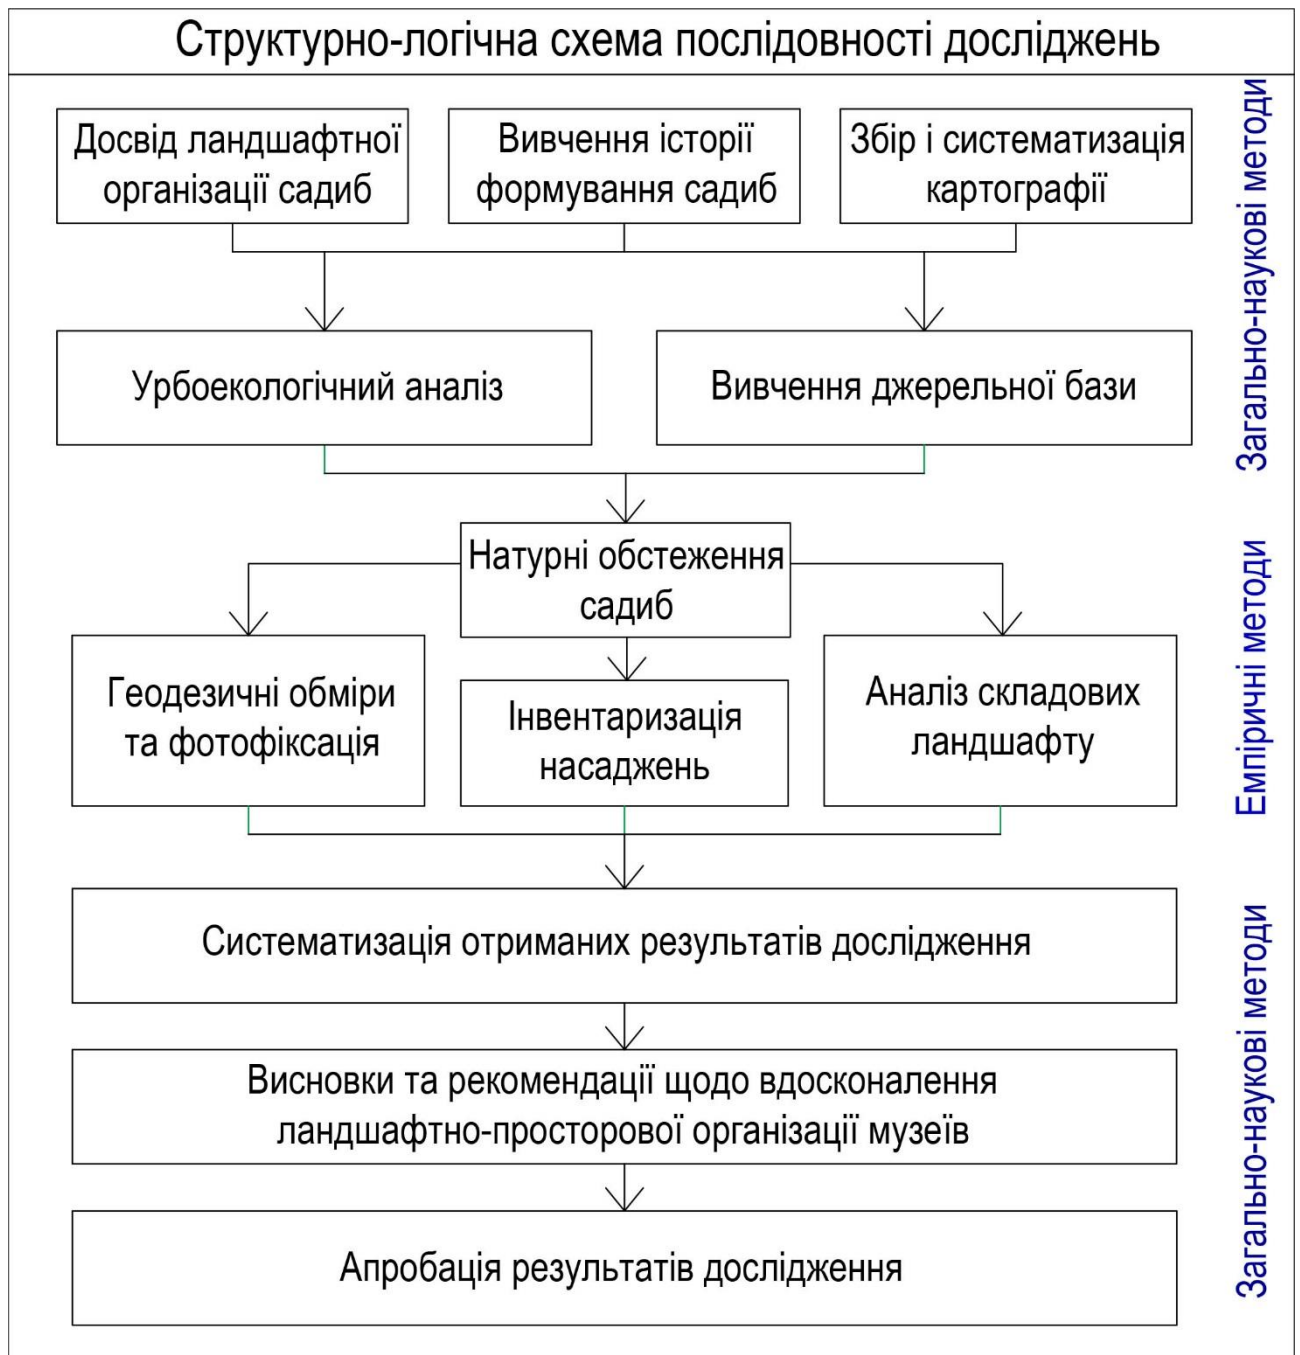 Структурно-логічна схема послідовності досліджень
Досвід ландшафтної
організації садиб
Вивчення історії
формування садиб
Збір і систематизація
картографії
Загально-наукові методи
Урбоекологічний аналіз
Вивчення джерельної бази
Натурні обстеження
садиб
Геодезичні обміри
та фотофіксація
Інвентаризація
насаджень
Аналіз складових
ландшафту
Емпіричні методи
Систематизація отриманих результатів дослідження
Висновки та рекомендації щодо вдосконалення
ландшафтно-просторової організації музеїв
Апробація результатів дослідження
Загально-наукові методи